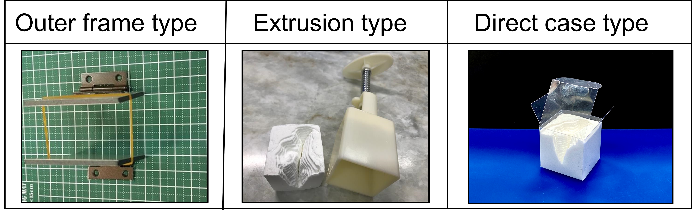 Outer frame type
Extrusion type
Direct case type